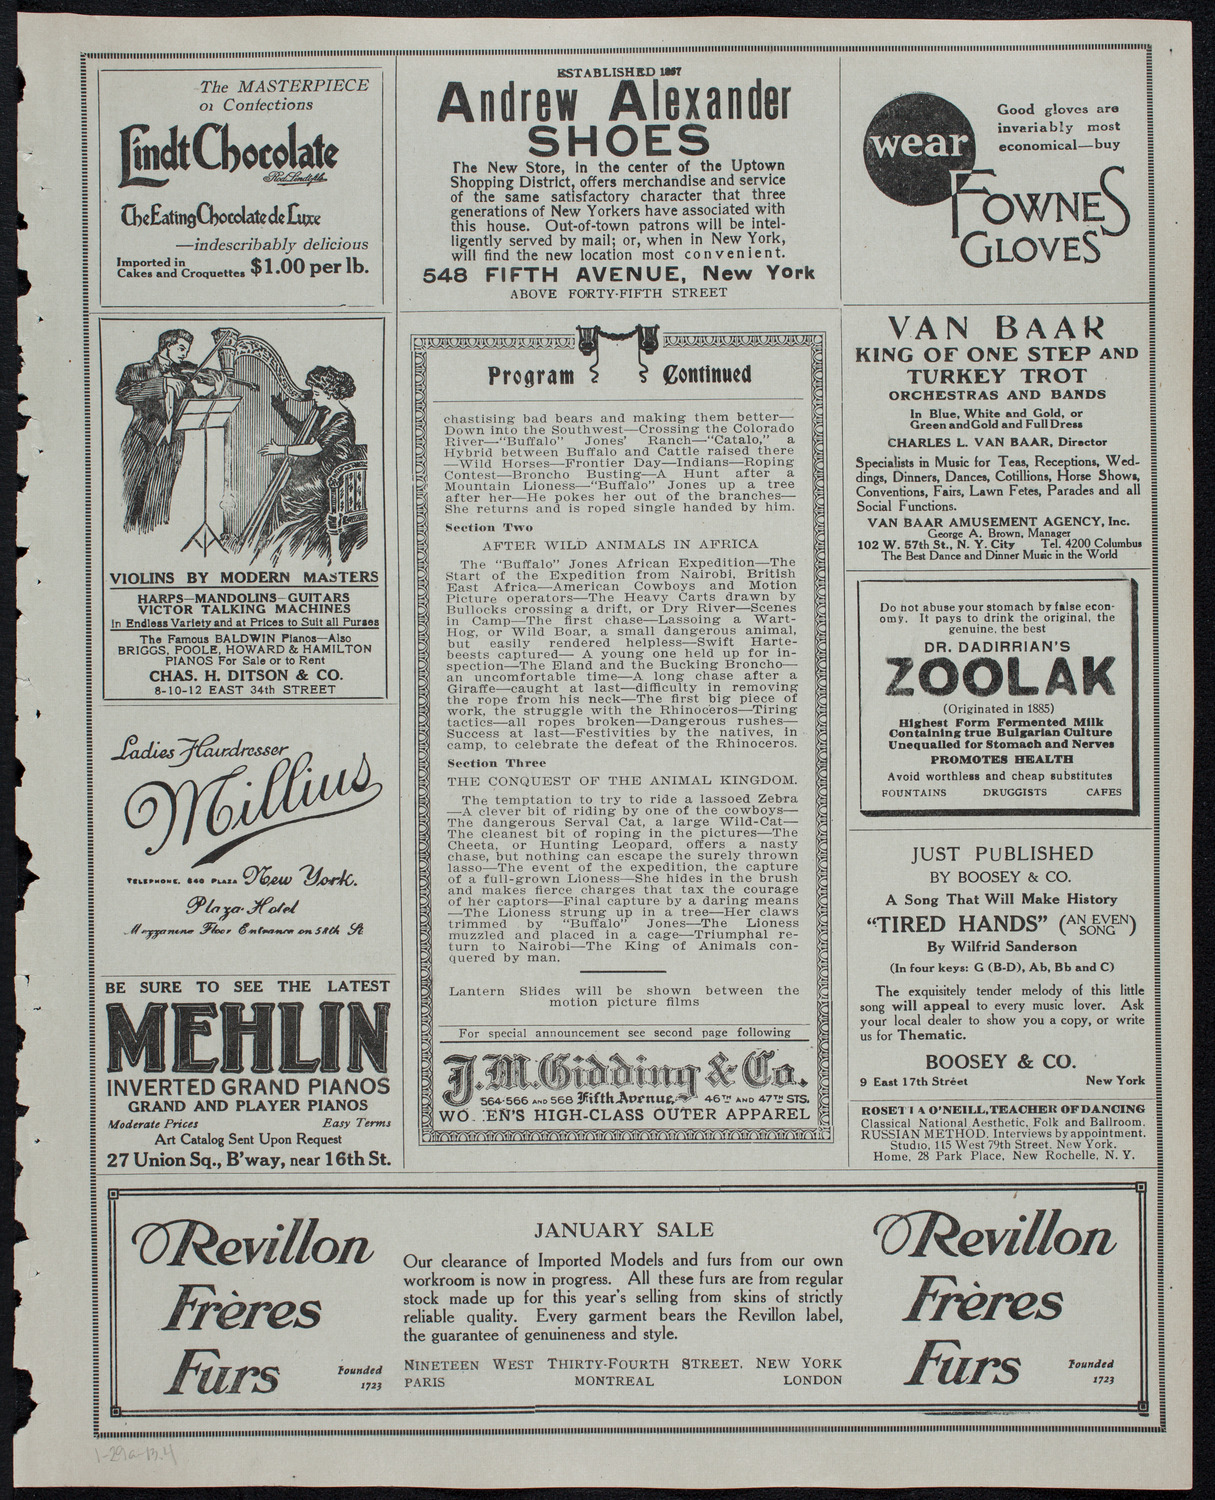 The MASTERPIECE
of Confections
Lindt Chocolate
Rod. Lindt fils
The Eating Chocolate de Luxe
—indescribably delicious
Imported in
Cakes and Croquettes $1.00 per lb.
VIOLINS BY MODERN MASTERS
HARPS—MANDOLINS—GUITARS
VICTOR TALKING MACHINES
In Endless Variety and at Prices to Suit all Purses
The Famous BALDWIN Pianos—Also
BRIGGS, POOLE, HOWARD & HAMILTON
PIANOS For Sale or to Rent
CHAS. H. DITSON & CO.
8-10-12 EAST 34th STREET
Ladies Hairdresser
Millius
TELEPHONE, 840 PLAZA New York.
Plaza Hotel
Mezzanine Floor Entrance on 58th St
BE SURE TO SEE THE LATEST
MEHLIN
INVERTED GRAND PIANOS
GRAND AND PLAYER PIANOS
Moderate Prices Easy Terms
Art Catalog Sent Upon Request
27 Union Sq., B'way, near 16th St.
ESTABLISHED 1857
Andrew Alexander
SHOES
The New Store, in the center of the Uptown
Shopping District, offers merchandise and service
of the same satisfactory character that three
generations of New Yorkers have associated with
this house. Out-of-town patrons will be intel-
ligently served by mail; or, when in New York,
will find the new location most convenient.
548 FIFTH AVENUE, New York
ABOVE FORTY-FIFTH STREET
Program Continued
chastising bad bears and making them better—
Down into the Southwest—Crossing the Colorado
River—"Buffalo" Jones' Ranch—"Catalo," a
Hybrid between Buffalo and Cattle raised there
—Wild Horses—Frontier Day—Indians—Roping
Contest—Broncho Busting—A Hunt after a
Mountain Lioness—"Buffalo" Jones up a tree
after her—He pokes her out of the branches—
She returns and is roped single handed by him.
Section Two
AFTER WILD ANIMALS IN AFRICA
The "Buffalo" Jones African Expedition—The
Start of the Expedition from Nairobi, British
East Africa—American Cowboys and Motion
Picture operators—The Heavy Carts drawn by
Bullocks crossing a drift, or Dry River—Scenes
in Camp—The first chase—Lassoing a Wart-
Hog, or Wild Boar, a small dangerous animal,
but easily rendered helpless—Swift Harte-
beests captured— A young one held up for in-
spection—The Eland and the Bucking Broncho—
an uncomfortable time—A long chase after a
Giraffe—caught at last—difficulty in removing
the rope from his neck—The first big piece of
work, the struggle with the Rhinoceros—Tiring
tactics—all ropes broken—Dangerous rushes—
Success at last—Festivities by the natives, in
camp, to celebrate the defeat of the Rhinoceros.
Section Three
THE CONQUEST OF THE ANIMAL KINGDOM.
The temptation to try to ride a lassoed Zebra
—A clever bit of riding by one of the cowboys—
The dangerous Serval Cat, a large Wild-Cat—
The cleanest bit of roping in the pictures—The
Cheeta, or Hunting Leopard, offers a nasty
chase, but nothing can escape the surely thrown
lasso—The event of the expedition, the capture
of a full-grown Lioness—She hides in the brush
and makes fierce charges that tax the courage
of her captors—Final capture by a daring means
—The Lioness strung up in a tree—Her claws
trimmed by "Buffalo" Jones—The Lioness
muzzled and placed in a cage—Triumphal re-
turn to Nairobi—The King of Animals con-
quered by man.
Lantern Slides will be shown between the
motion picture films
For special announcement see second page following
J.M. Gidding & Co.
564-566 AND 568 Fifth Avenue 46TH AND 47TH STS.
WO EN'S HIGH-CLASS OUTER APPAREL
wear
Good gloves are
invariably most
economical—buy
FOWNES
GLOVES
VAN BAAR
KING OF ONE STEP AND
TURKEY TROT
ORCHESTRAS AND BANDS
In Blue, White and Gold, or
Green and Gold and Full Dress
CHARLES L. VAN BAAR, Director
Specialists in Music for Teas, Receptions, Wed-
dings, Dinners, Dances, Cotillions, Horse Shows,
Conventions, Fairs, Lawn Fetes, Parades and all
Social Functions.
VAN BAAR AMUSEMENT AGENCY, Inc.
George A. Brown, Manager
102 W. 57th St., N. Y. City Tel. 4200 Columbus
The Best Dance and Dinner Music in the World
Do not abuse your stomach by false econ-
omy. It pays to drink the original, the
genuine, the best
DR. DADIRRIAN'S
ZOOLAK
(Originated in 1885)
Highest Form Fermented Milk
Containing true Bulgarian Culture
Unequalled for Stomach and Nerves
PROMOTES HEALTH
Avoid worthless and cheap substitutes
FOUNTAINS DRUGGISTS CAFES
JUST PUBLISHED
BY BOOSEY & CO.
A Song That Will Make History
"TIRED HANDS" (AN EVEN SONG)
By Wilfrid Sanderson
(In four keys: G (B-D), Ab, Bb and C)
The exquisitely tender melody of this little
song will appeal to every music lover. Ask
your local dealer to show you a copy, or write
us for Thematic.
BOOSEY & CO.
9 East 17th Street New York
ROSETTA O'NEILL, TEACHER OF DANCING
Classical National Aesthetic, Folk and Ballroom.
RUSSIAN METHOD. Interviews by appointment.
Studio, 115 West 79th Street, New York.
Home, 28 Park Place, New Rochelle, N. Y.
Revillon
Frères
Furs Founded
1723
JANUARY SALE
Our clearance of Imported Models and furs from our own
workroom is now in progress. All these furs are from regular
stock made up for this year's selling from skins of strictly
reliable quality. Every garment bears the Revillon label,
the guarantee of genuineness and style.
NINETEEN WEST THIRTY-FOURTH STREET, NEW YORK
PARIS MONTREAL LONDON
Revillon
Frères
Furs Founded
1723
1-29a-13.4